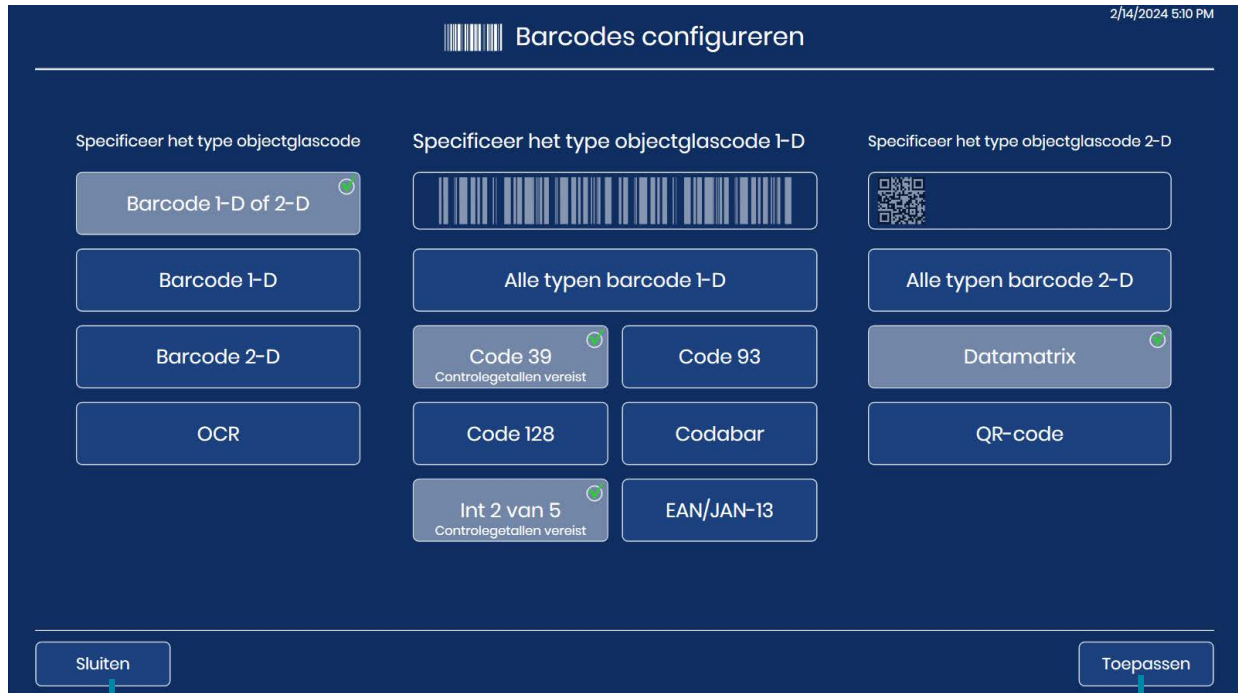 2/14/2024 5:10 PM
Barcodes configureren
Specificeer het type objectglascode
Barcode 1-D of 2-D
Barcode 1-D
Barcode 2-D
OCR
Specificeer het type objectglascode 1-D
Alle typen barcode 1-D
Code 39
Controlegetallen vereist
Code 93
Code 128
Codabar
Int 2 van 5
Controlegetallen vereist
EAN/JAN-13
Specificeer het type objectglascode 2-D
Alle typen barcode 2-D
Datamatrix
QR-code
Sluiten
Toepassen